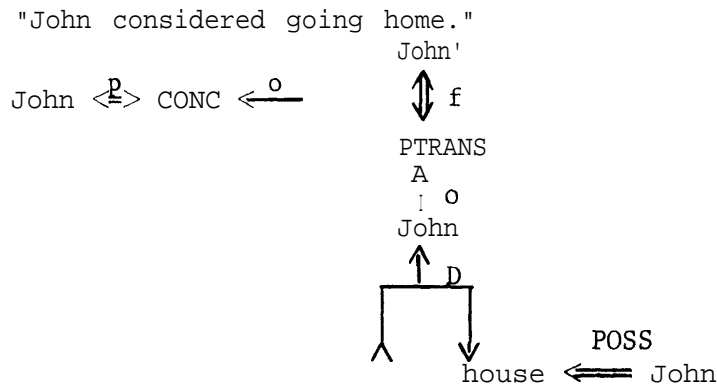 "John considered going home."
John'
John <p> CONC o f
PTRANS
A
I o
John
D
POSS
house John